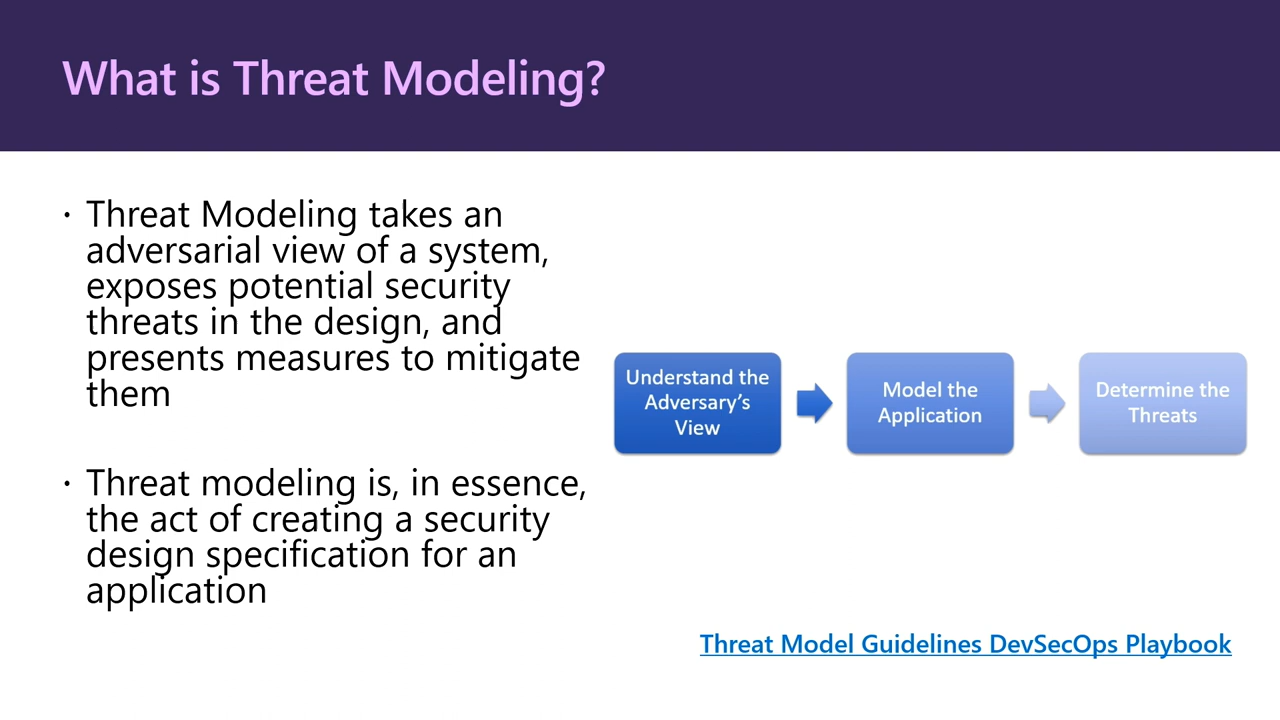 What is Threat Modeling?
· Threat Modeling takes an
adversarial view of a system,
exposes potential security
threats in the design, and
presents measures to mitigate
them
· Threat modeling is, in essence,
the act of creating a security
design specification for an
application
Understand the
Adversary’s
View
Model the
Application
Determine the
Threats
Threat Model Guidelines DevSecOps Playbook